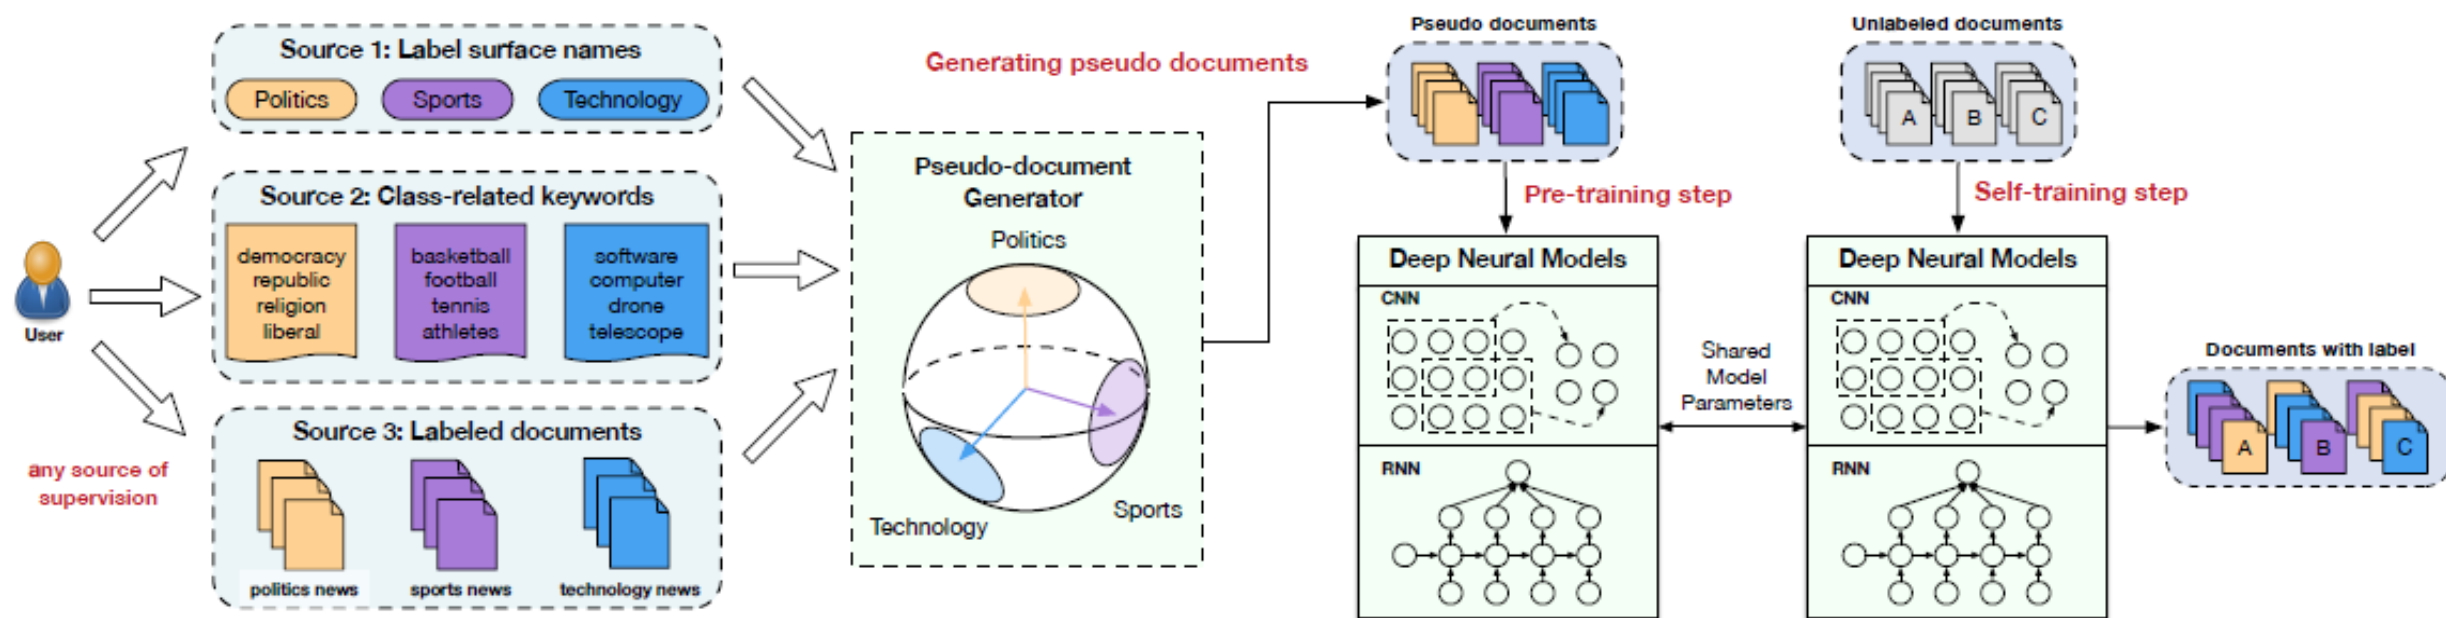 Source 1: Label surface names
Politics Sports Technology
Source 2: Class-related keywords
democracy
republic
religion
liberal
basketball
football
tennis
athletes
software
computer
drone
telescope
User
any source of
supervision
Source 3: Labeled documents
politics news sports news technology news
Generating pseudo documents
Pseudo-document
Generator
Politics
Technology
Sports
Pseudo documents
Pre-training step
Deep Neural Models
CNN
RNN
Shared
Model
Parameters
Unlabeled documents
A B C
Self-training step
Deep Neural Models
CNN
RNN
Documents with label
A B C